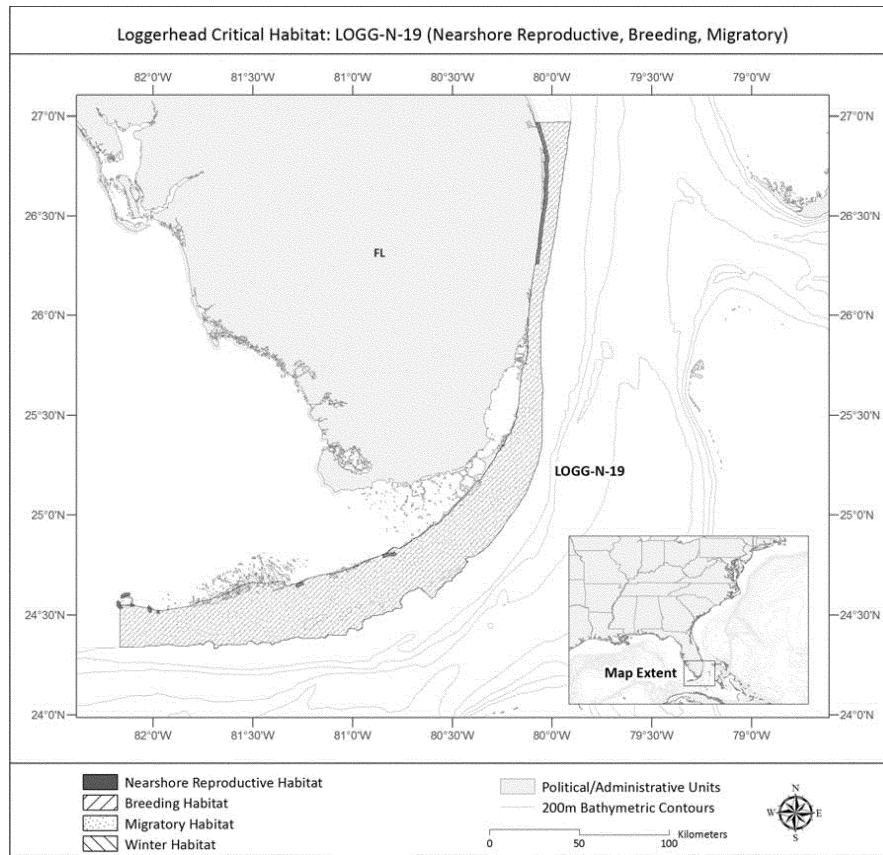 Loggerhead Critical Habitat: LOGG-N-19 (Nearshore Reproductive, Breeding, Migratory)
82°0'W 81°30'W 81°0'W 80°30'W 80°0'W 79°30'W 79°0'W
27°0'N 27°0'N
26°30'N 26°30'N
FL
26°0'N 26°0'N
25°30'N 25°30'N
LOGG-N-19
25°0'N 25°0'N
24°30'N 24°30'N
Map Extent
24°0'N 24°0'N
82°0'W 81°30'W 81°0'W 80°30'W 80°0'W 79°30'W 79°0'W
Nearshore Reproductive Habitat
Breeding Habitat
Migratory Habitat
Winter Habitat
Political/Administrative Units
200m Bathymetric Contours
Kilometers
0 50 100
N
W E
S